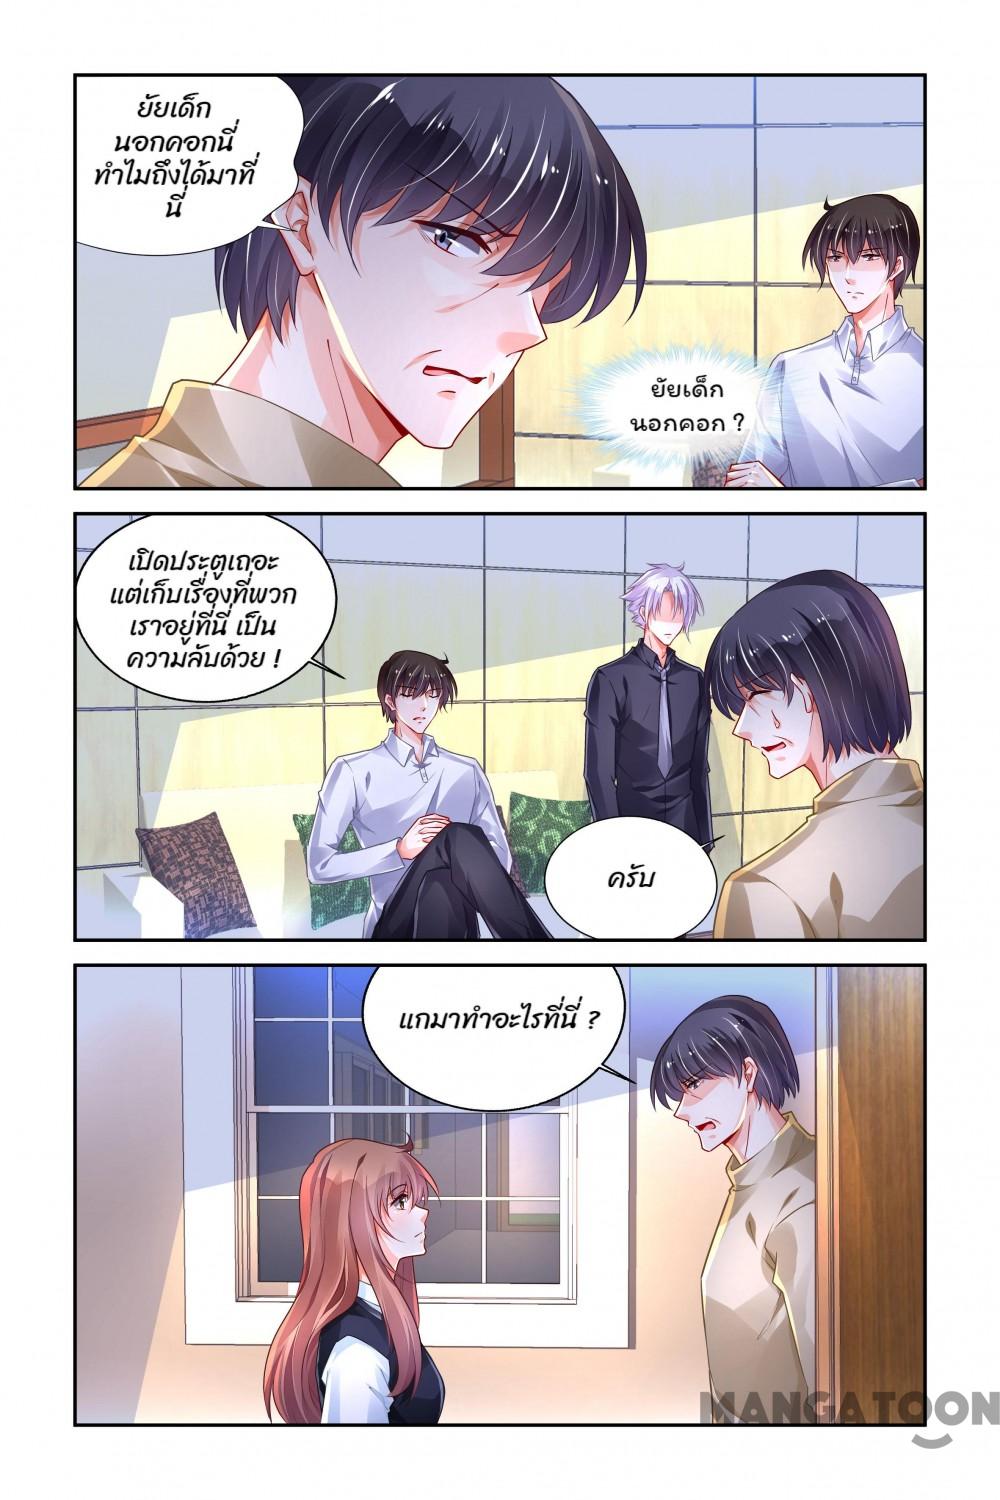 ยัยเด็ก
นอกคอกนี่
ทำไมถึงได้มาที่
นี่
ยัยเด็ก
นอกคอก ?
เปิดประตูเถอะ
แต่เก็บเรื่องที่พวก
เราอยู่ที่นี่ เป็น
ความลับด้วย !
ครับ
แกมาทำอะไรที่นี่ ?
MANGATOON